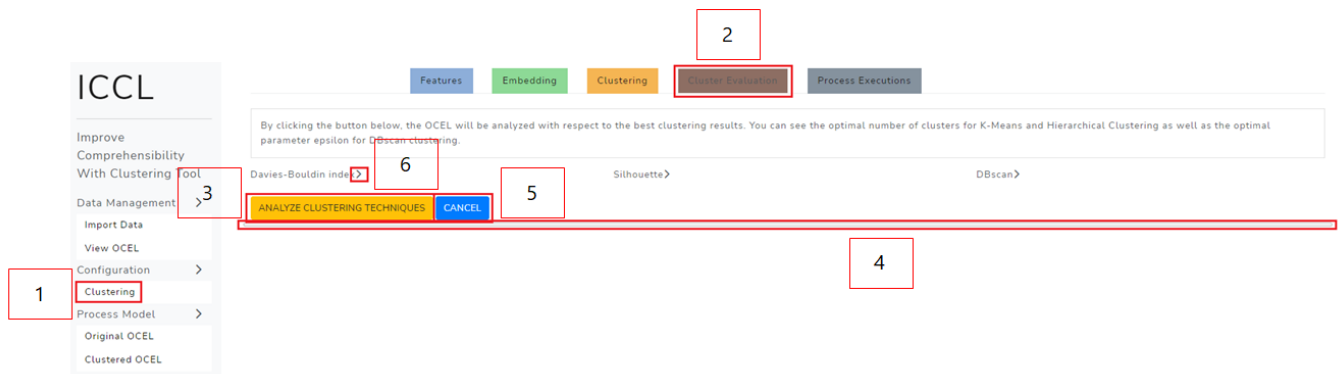 2
ICCL
Features Embedding Clustering Cluster Evaluation Process Executions
By clicking the button below, the OCEL will be analyzed with respect to the best clustering results. You can see the optimal number of clusters for K-Means and Hierarchical Clustering as well as the optimal
parameter epsilon for DBscan clustering.
Improve
Comprehensibility
With Clustering Tool
Davies-Bouldin index 6 Silhouette DBscan
3 ANALYZE CLUSTERING TECHNIQUES CANCEL 5
Data Management
Import Data
View OCEL
4
Configuration
1 Clustering
Process Model
Original OCEL
Clustered OCEL